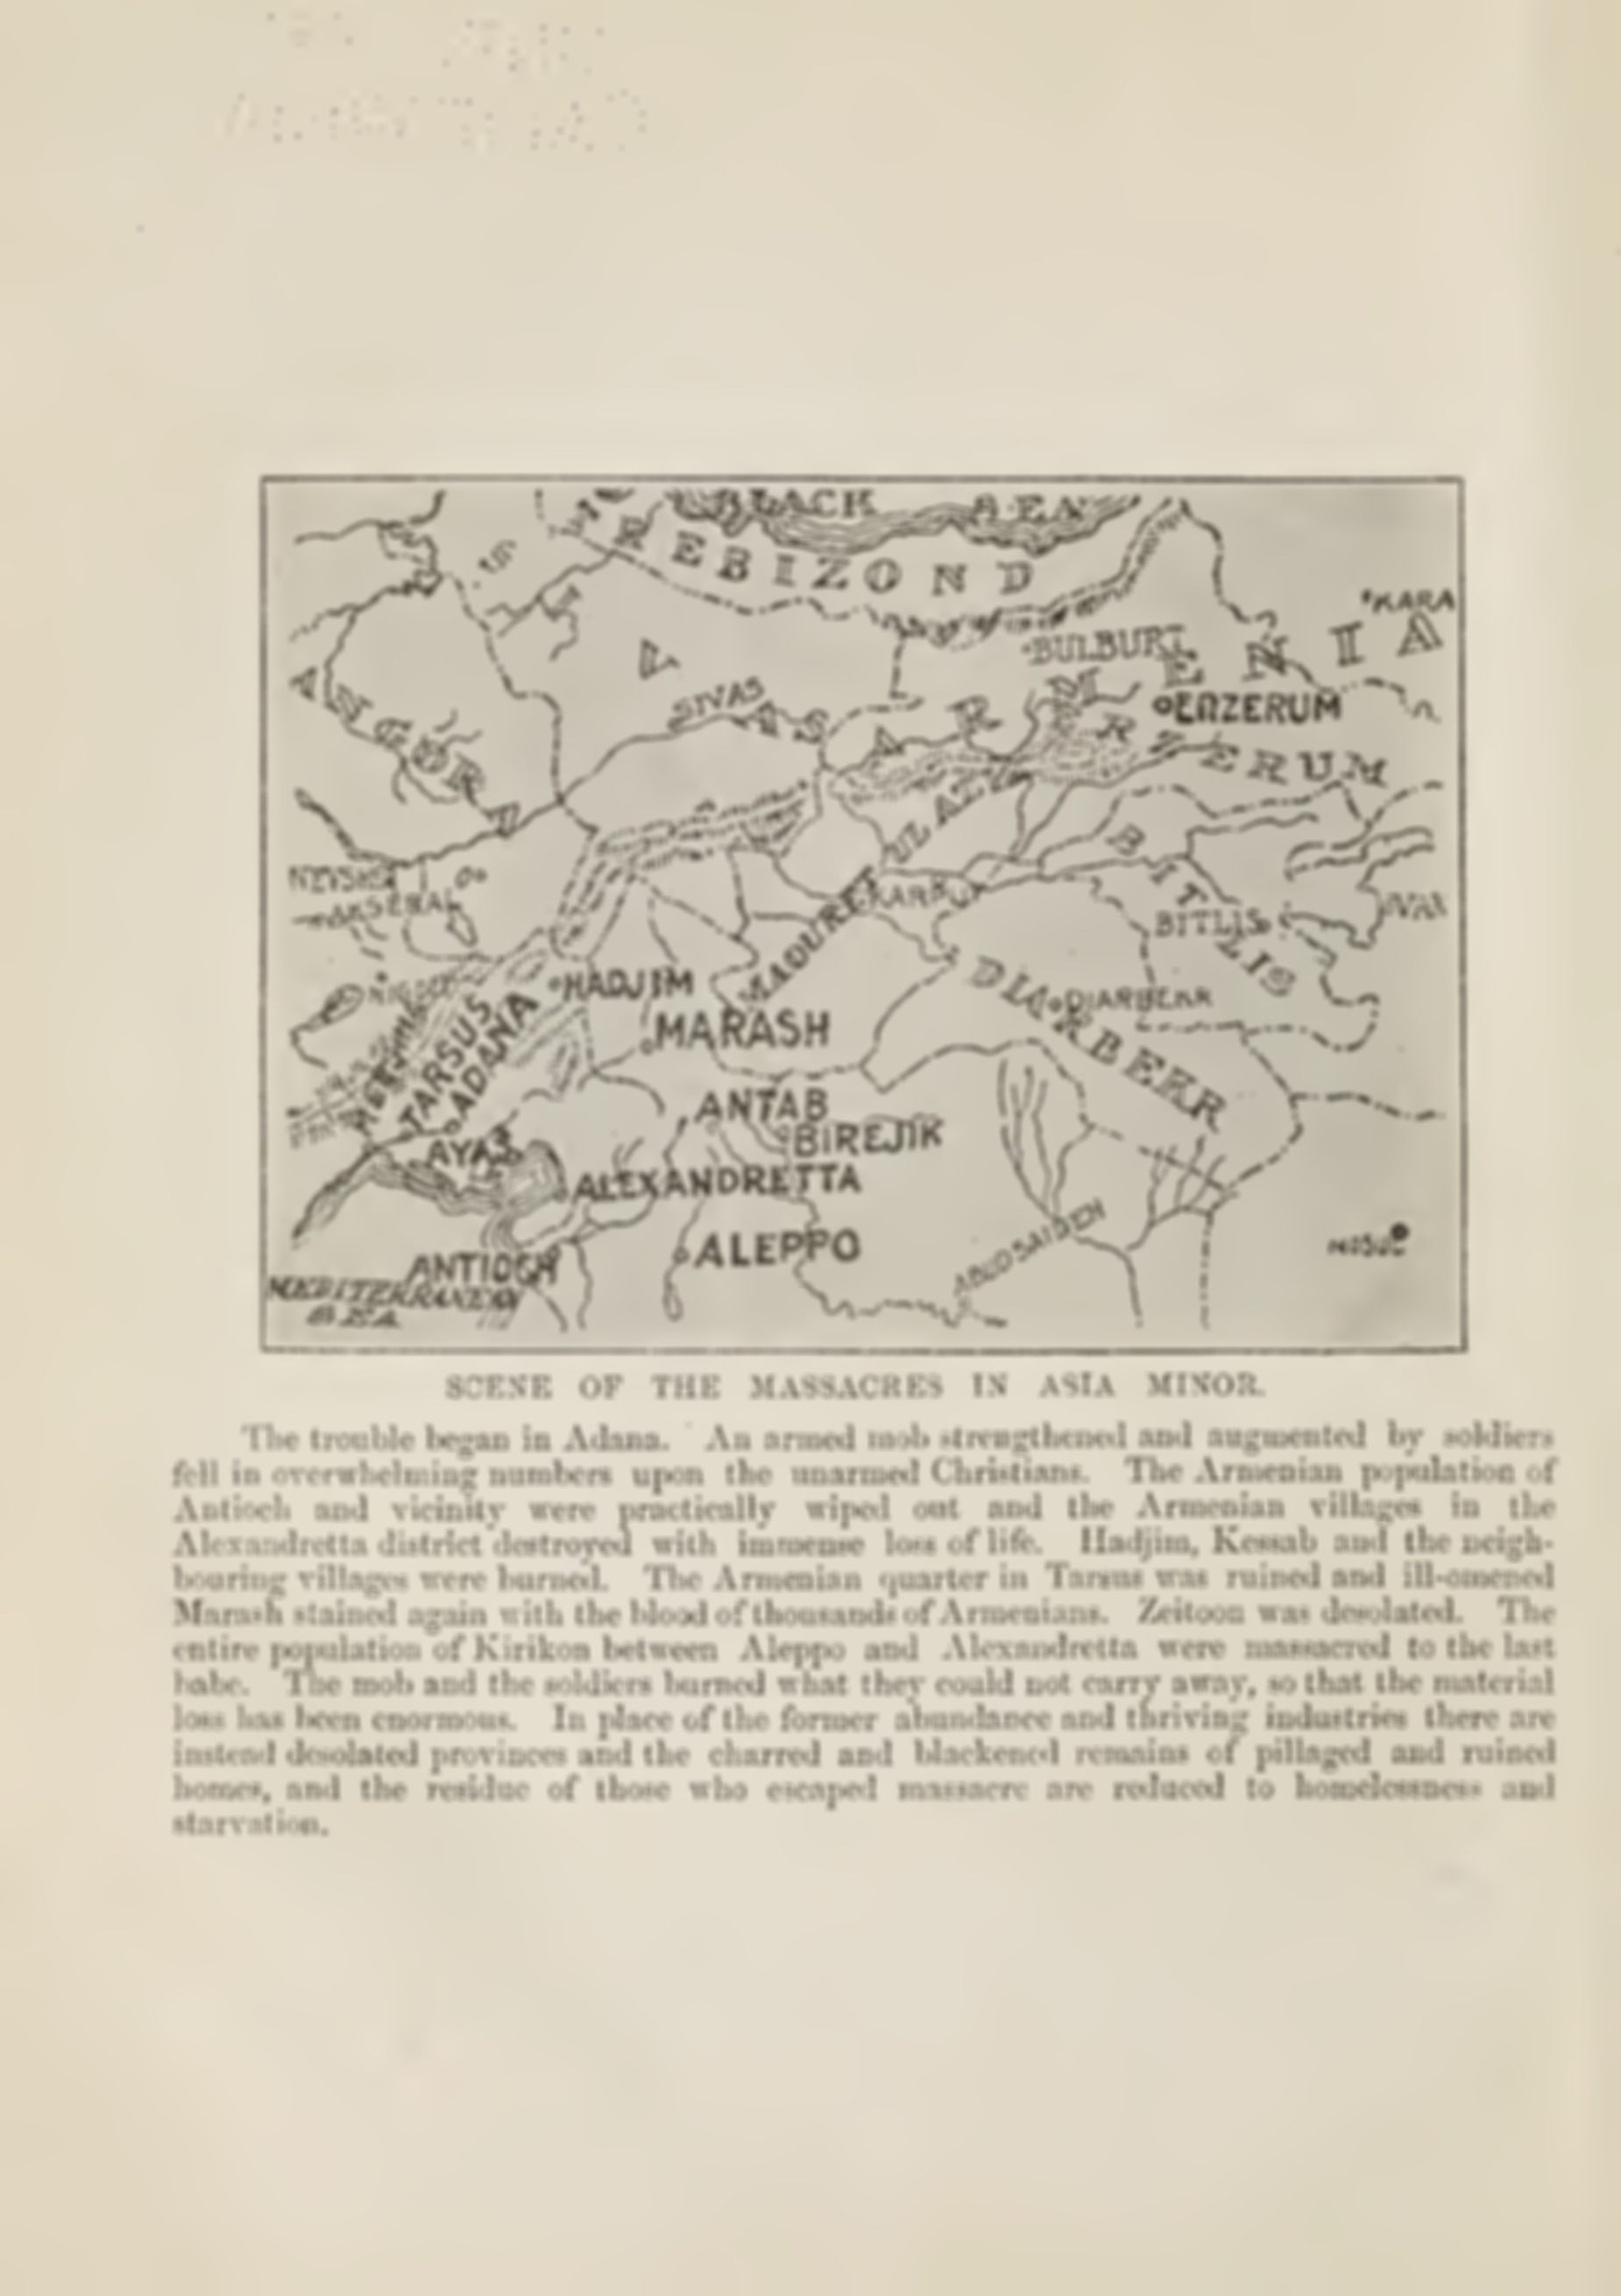 BLACK SEA
TREBIZOND
KARA
BULBURT
ARMENIA
SIVAS
SIVAS
ERZERUM
ERZERUM
ANGORA
UL AZIZ
BITLIS
KARPUT
AKSERAI
BITLIS
VAN
MAOURET
HADJIM
DIARBEKR
DIARBEKR
TARSUS
ADANA
MARASH
ANTAB
BIREJIK
AYAS
ALEXANDRETTA
ALEPPO
MOSUL
ANTIOCH
MEDITERRANEAN
SEA
SCENE OF THE MASSACRES IN ASIA MINOR.
The trouble began in Adana. An armed mob strengthened and augmented by soldiers
fell in overwhelming numbers upon the unarmed Christians. The Armenian population of
Antioch and vicinity were practically wiped out and the Armenian villages in the
Alexandretta district destroyed with immense loss of life. Hadjim, Kessab and the neigh-
bouring villages were burned. The Armenian quarter in Tarsus was ruined and ill-omened
Marash stained again with the blood of thousands of Armenians. Zeitoon was desolated. The
entire population of Kirikon between Aleppo and Alexandretta were massacred to the last
babe. The mob and the soldiers burned what they could not carry away, so that the material
loss has been enormous. In place of the former abundance and thriving industries there are
instead desolated provinces and the charred and blackened remains of pillaged and ruined
homes, and the residue of those who escaped massacre are reduced to homelessness and
starvation.